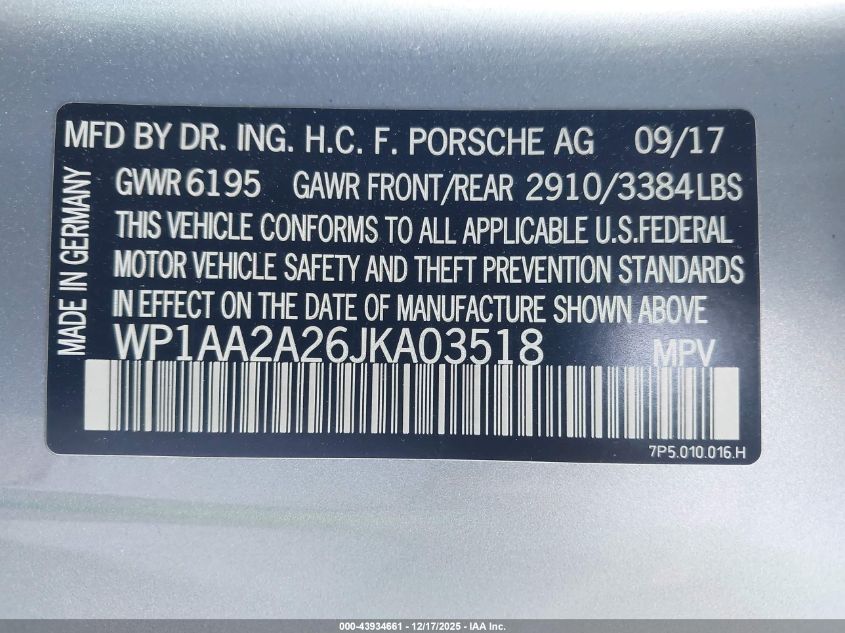 MFD BY DR. ING. H.C. F. PORSCHE AG 09/17
GVWR 6195 GAWR FRONT/REAR 2910/3384LBS
THIS VEHICLE CONFORMS TO ALL APPLICABLE U.S.FEDERAL
MOTOR VEHICLE SAFETY AND THEFT PREVENTION STANDARDS
IN EFFECT ON THE DATE OF MANUFACTURE SHOWN ABOVE
WP1AA2A26JKA03518 MPV
MADE IN GERMANY
7P5.010.016.H
000-43934661 - 12/17/2025 - IAA Inc.